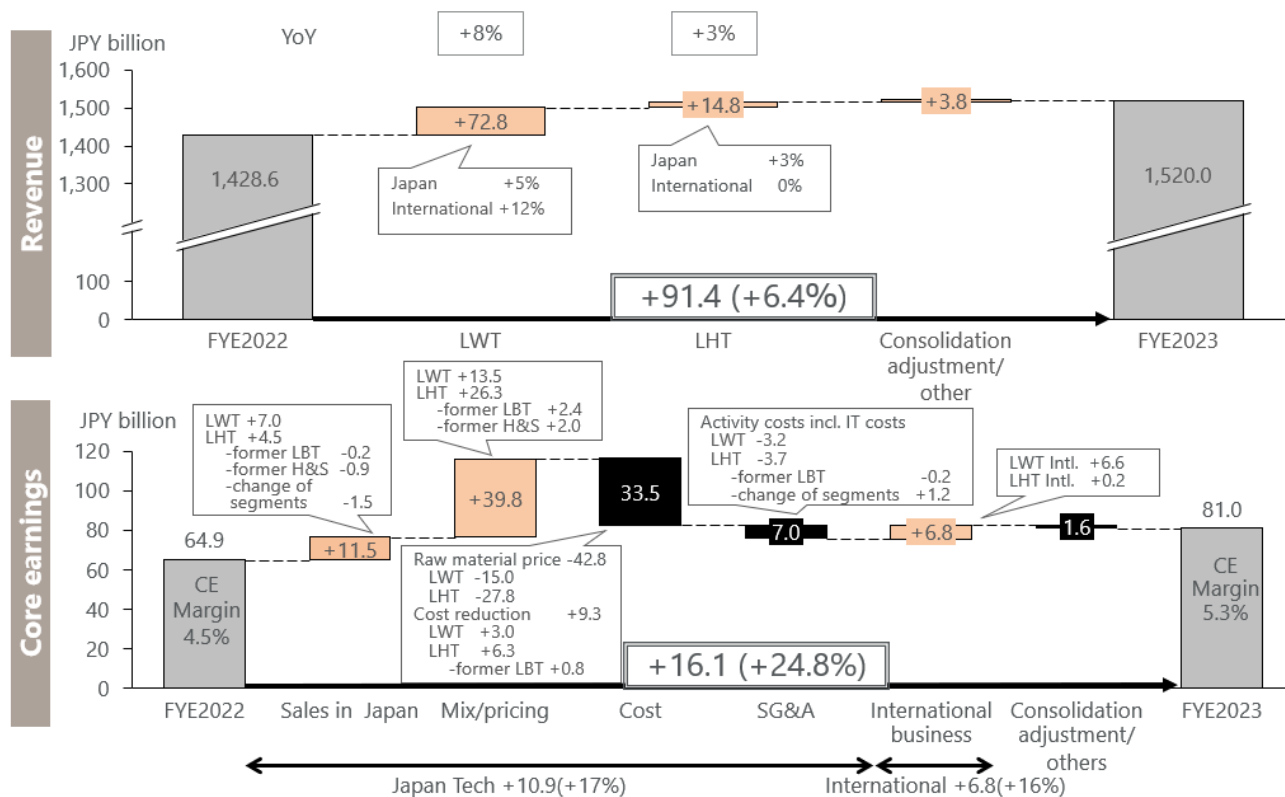 Revenue
JPY billion
YoY
+8%
+3%
1,600
1,500
1,400
1,300
100
0
1,428.6
+72.8
+14.8
+3.8
1,520.0
Japan +5%
International +12%
Japan +3%
International 0%
+91.4 (+6.4%)
FYE2022
LWT
LHT
Consolidation
adjustment/
other
FYE2023
Core earnings
JPY billion
120
100
80
60
40
20
0
LWT +7.0
LHT +4.5
-former LBT -0.2
-former H&S -0.9
-change of
segments -1.5
LWT +13.5
LHT +26.3
-former LBT +2.4
-former H&S +2.0
Activity costs incl. IT costs
LWT -3.2
LHT -3.7
-former LBT -0.2
-change of segments +1.2
LWT Intl. +6.6
LHT Intl. +0.2
64.9
CE
Margin
4.5%
+11.5
+39.8
33.5
7.0
+6.8
1.6
81.0
CE
Margin
5.3%
Raw material price -42.8
LWT -15.0
LHT -27.8
Cost reduction +9.3
LWT +3.0
LHT +6.3
-former LBT +0.8
+16.1 (+24.8%)
FYE2022
Sales in Japan
Mix/pricing
Cost
SG&A
International
business
Consolidation
adjustment/
others
FYE2023
Japan Tech +10.9(+17%)
International +6.8(+16%)